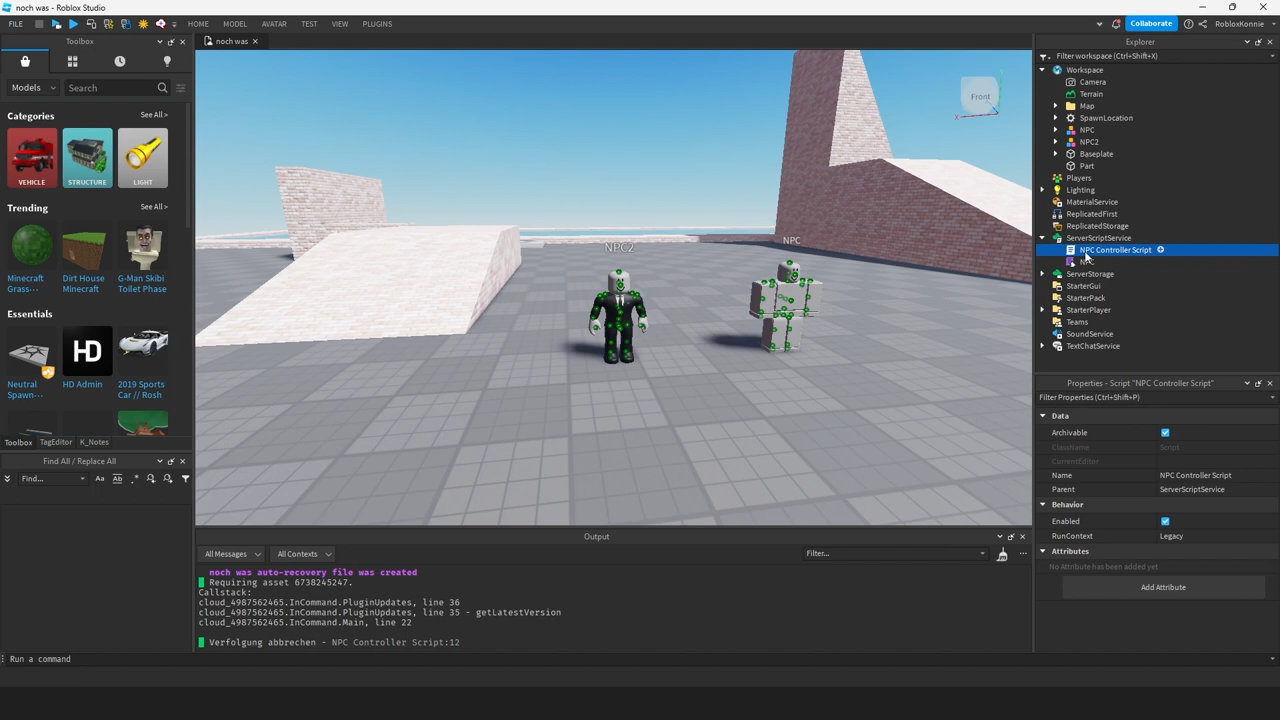 noch was - Roblox Studio
FILE HOME MODEL AVATAR TEST VIEW PLUGINS
Collaborate RobloxKonnie
Toolbox
Models Search
Categories See All >
VEHICLE STRUCTURE LIGHT
Trending See All >
Minecraft Grass---
Dirt House Minecraft
G-Man Skibi Toilet Phase
Essentials See All >
HD
Neutral Spawn---
HD Admin
2019 Sports Car // Rosh
Toolbox TagEditor K_Notes
Find All / Replace All
Find... Aa Ab
noch was
Front
X
NPC2
NPC
Output
All Messages All Contexts Filter...
noch was auto-recovery file was created
Requiring asset 6738245247.
Callstack:
cloud_4987562465.InCommand.PluginUpdates, line 36
cloud_4987562465.InCommand.PluginUpdates, line 35 - getLatestVersion
cloud_4987562465.InCommand.Main, line 22
Verfolgung abbrechen - NPC Controller Script:12
Run a command
Explorer
Filter workspace (Ctrl+Shift+X)
Workspace
Camera
Terrain
Map
SpawnLocation
NPC
NPC2
Baseplate
Part
Players
Lighting
MaterialService
ReplicatedFirst
ReplicatedStorage
ServerScriptService
NPC Controller Script
NPC
ServerStorage
StarterGui
StarterPack
StarterPlayer
Teams
SoundService
TextChatService
Properties - Script "NPC Controller Script"
Filter Properties (Ctrl+Shift+P)
Data
Archivable
ClassName Script
CurrentEditor
Name NPC Controller Script
Parent ServerScriptService
Behavior
Enabled
RunContext Legacy
Attributes
No Attribute has been added yet
Add Attribute